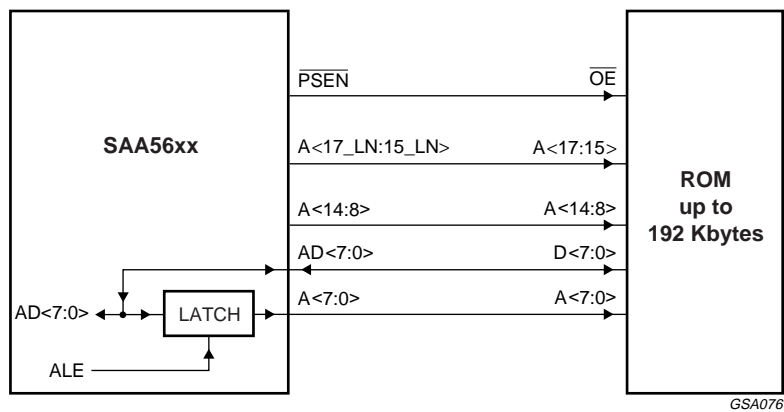 PSEN
OE
SAA56xx
A<17_LN:15_LN>
A<17:15>
ROM
up to
192 Kbytes
A<14:8>
A<14:8>
AD<7:0>
D<7:0>
AD<7:0>
LATCH
A<7:0>
A<7:0>
ALE
GSA076